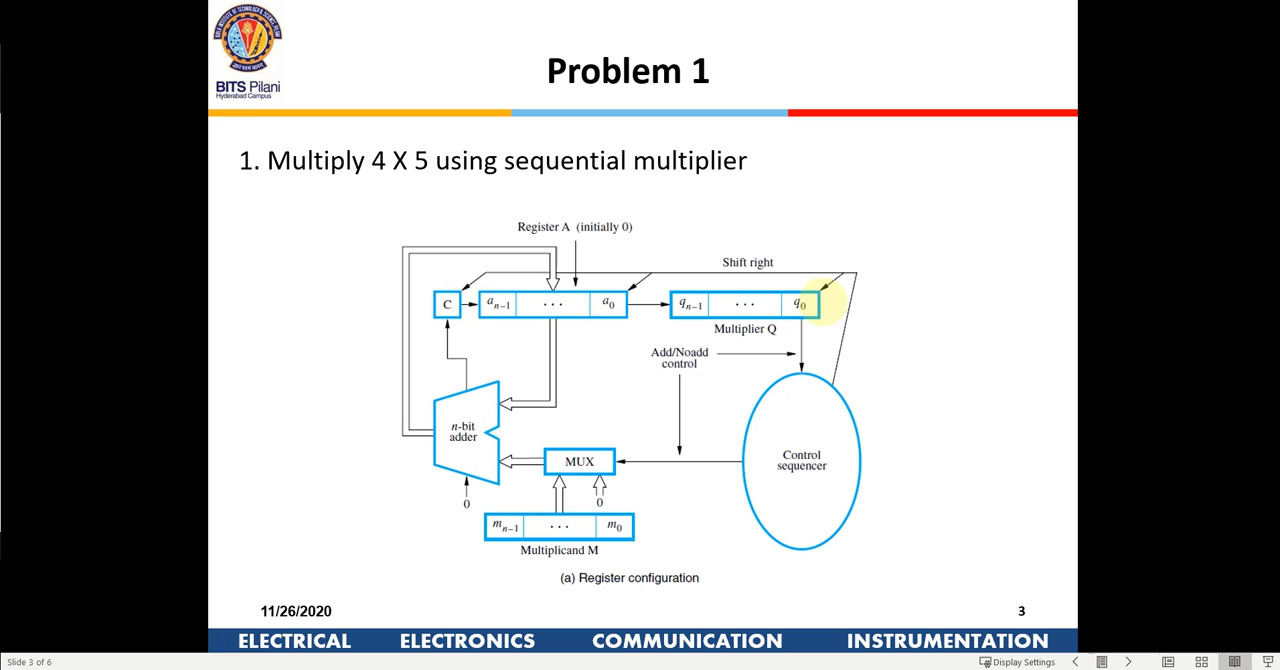 BITS Pilani
Hyderabad Campus
Problem 1
1. Multiply 4 X 5 using sequential multiplier
Register A (initially 0)
Shift right
C
a_{n−1}
. . .
a_0
q_{n−1}
. . .
q_0
Multiplier Q
Add/Noadd
control
n-bit
adder
MUX
Control
sequencer
0
0
m_{n−1}
. . .
m_0
Multiplicand M
(a) Register configuration
11/26/2020
3
ELECTRICAL ELECTRONICS COMMUNICATION INSTRUMENTATION
Slide 3 of 6
Display Settings